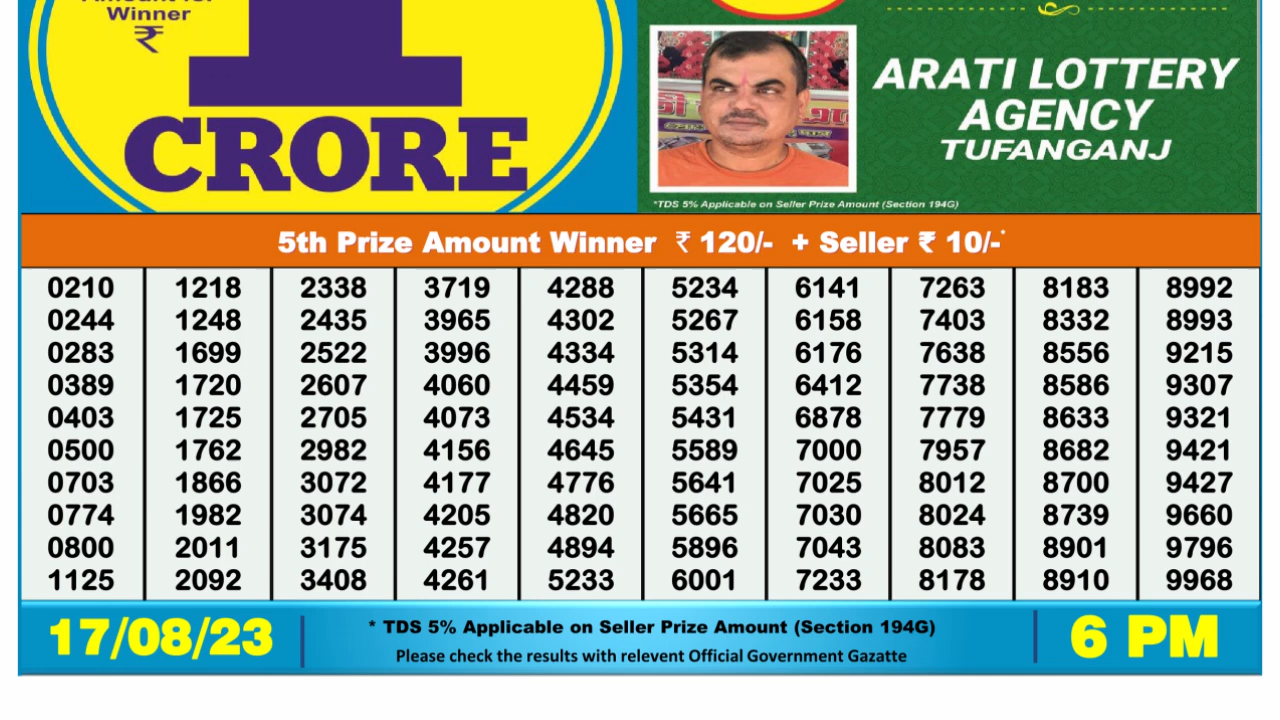 Winner
₹
1
CRORE
ARATI LOTTERY
AGENCY
TUFANGANJ
*TDS 5% Applicable on Seller Prize Amount (Section 194G)
5th Prize Amount Winner ₹ 120/- + Seller ₹ 10/-*
0210 1218 2338 3719 4288 5234 6141 7263 8183 8992
0244 1248 2435 3965 4302 5267 6158 7403 8332 8993
0283 1699 2522 3996 4334 5314 6176 7638 8556 9215
0389 1720 2607 4060 4459 5354 6412 7738 8586 9307
0403 1725 2705 4073 4534 5431 6878 7779 8633 9321
0500 1762 2982 4156 4645 5589 7000 7957 8682 9421
0703 1866 3072 4177 4776 5641 7025 8012 8700 9427
0774 1982 3074 4205 4820 5665 7030 8024 8739 9660
0800 2011 3175 4257 4894 5896 7043 8083 8901 9796
1125 2092 3408 4261 5233 6001 7233 8178 8910 9968
17/08/23
* TDS 5% Applicable on Seller Prize Amount (Section 194G)
Please check the results with relevent Official Government Gazatte
6 PM